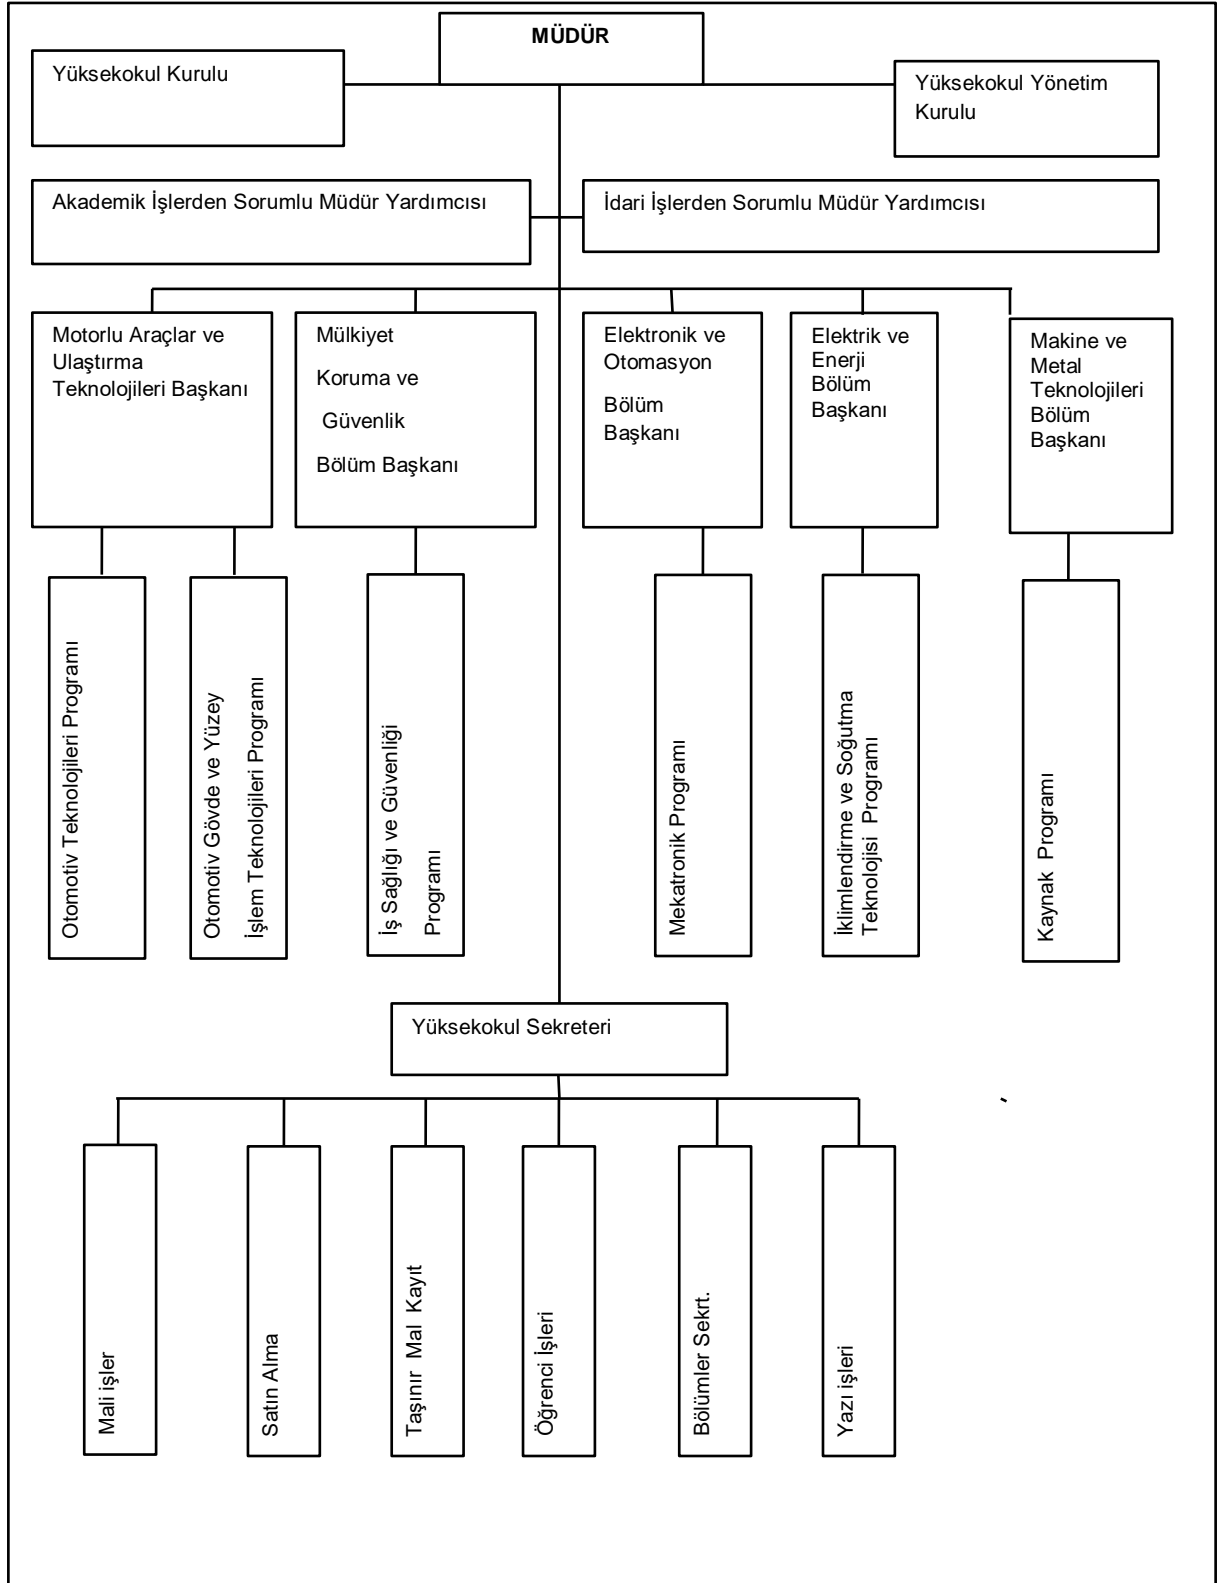 MÜDÜR
Yüksekokul Kurulu
Yüksekokul Yönetim
Kurulu
Akademik İşlerden Sorumlu Müdür Yardımcısı
İdari İşlerden Sorumlu Müdür Yardımcısı
Motorlu Araçlar ve
Ulaştırma
Teknolojileri Başkanı
Mülkiyet
Koruma ve
Güvenlik
Bölüm Başkanı
Elektronik ve
Otomasyon
Bölüm
Başkanı
Elektrik ve
Enerji
Bölüm
Başkanı
Makine ve
Metal
Teknolojileri
Bölüm
Başkanı
Otomotiv Teknolojileri Programı
Otomotiv Gövde ve Yüzey
İşlem Teknolojileri Programı
İş Sağlığı ve Güvenliği
Programı
Mekatronik Programı
İklimlendirme ve Soğutma
Teknolojisi Programı
Kaynak Programı
Yüksekokul Sekreteri
Mali işler
Satın Alma
Taşınır Mal Kayıt
Öğrenci İşleri
Bölümler Sekrt.
Yazı işleri